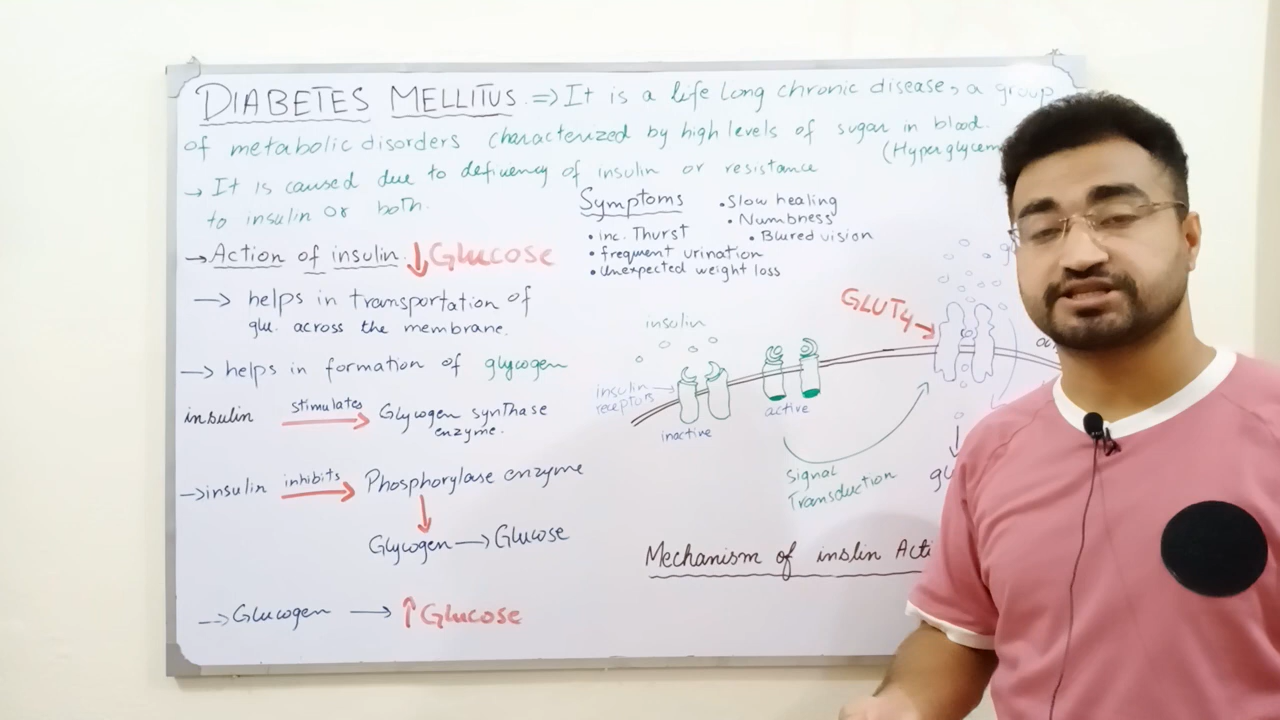 DIABETES MELLITUS => It is a life long chronic disease, a group
of metabolic disorders characterized by high levels of sugar in blood.
(Hyperglycem
→ It is caused due to defiuency of insulin or resistance
to insulin or both.
Symptoms
• inc. Thurst
• frequent urination
• Unexpected weight loss
• Slow healing
• Numbness
• Blured vision
→ Action of insulin ↓ Glucose
→ helps in transportation of
glu. across the membrane.
→ helps in formation of glycogen
insulin stimulates → Glycogen synthase
enzyme.
→ insulin inhibits → Phosphorylase enzyme
↓
Glycogen → Glucose
→ Glucogen → ↑ Glucose
insulin
insulin
receptors →
inactive
active
GLUT4 →
Signal
Transduction
Mechanism of inslin Acti